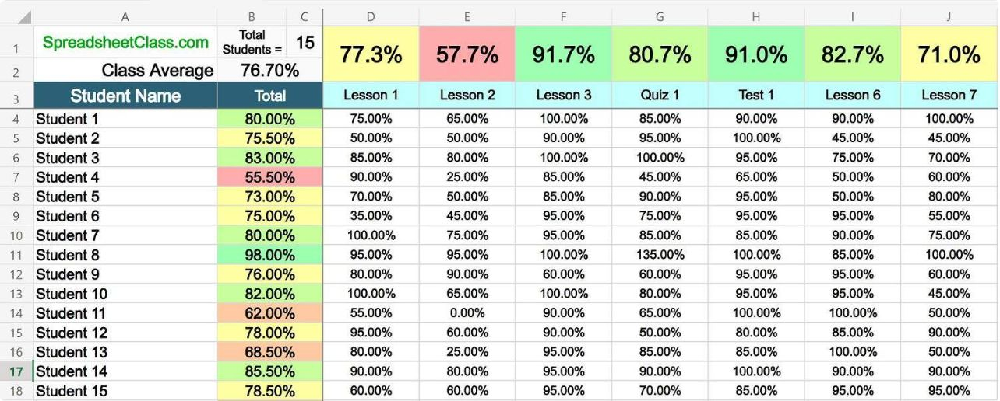 A B C D E F G H I J
1 SpreadsheetClass.com Total Students = 15 77.3% 57.7% 91.7% 80.7% 91.0% 82.7% 71.0%
2 Class Average 76.70%
3 Student Name Total Lesson 1 Lesson 2 Lesson 3 Quiz 1 Test 1 Lesson 6 Lesson 7
4 Student 1 80.00% 75.00% 65.00% 100.00% 85.00% 90.00% 90.00% 100.00%
5 Student 2 75.50% 50.00% 50.00% 90.00% 95.00% 100.00% 45.00% 45.00%
6 Student 3 83.00% 85.00% 80.00% 100.00% 100.00% 95.00% 75.00% 70.00%
7 Student 4 55.50% 90.00% 25.00% 85.00% 45.00% 65.00% 50.00% 60.00%
8 Student 5 73.00% 70.00% 50.00% 85.00% 90.00% 95.00% 50.00% 80.00%
9 Student 6 75.00% 35.00% 45.00% 95.00% 75.00% 95.00% 95.00% 55.00%
10 Student 7 80.00% 100.00% 75.00% 95.00% 85.00% 85.00% 90.00% 75.00%
11 Student 8 98.00% 95.00% 95.00% 100.00% 135.00% 100.00% 85.00% 100.00%
12 Student 9 76.00% 80.00% 90.00% 60.00% 60.00% 95.00% 95.00% 60.00%
13 Student 10 82.00% 100.00% 65.00% 100.00% 80.00% 95.00% 95.00% 45.00%
14 Student 11 62.00% 55.00% 0.00% 90.00% 65.00% 100.00% 100.00% 50.00%
15 Student 12 78.00% 95.00% 60.00% 90.00% 50.00% 80.00% 85.00% 90.00%
16 Student 13 68.50% 80.00% 25.00% 95.00% 85.00% 85.00% 100.00% 50.00%
17 Student 14 85.50% 90.00% 80.00% 95.00% 90.00% 100.00% 90.00% 90.00%
18 Student 15 78.50% 60.00% 60.00% 95.00% 70.00% 85.00% 95.00% 95.00%